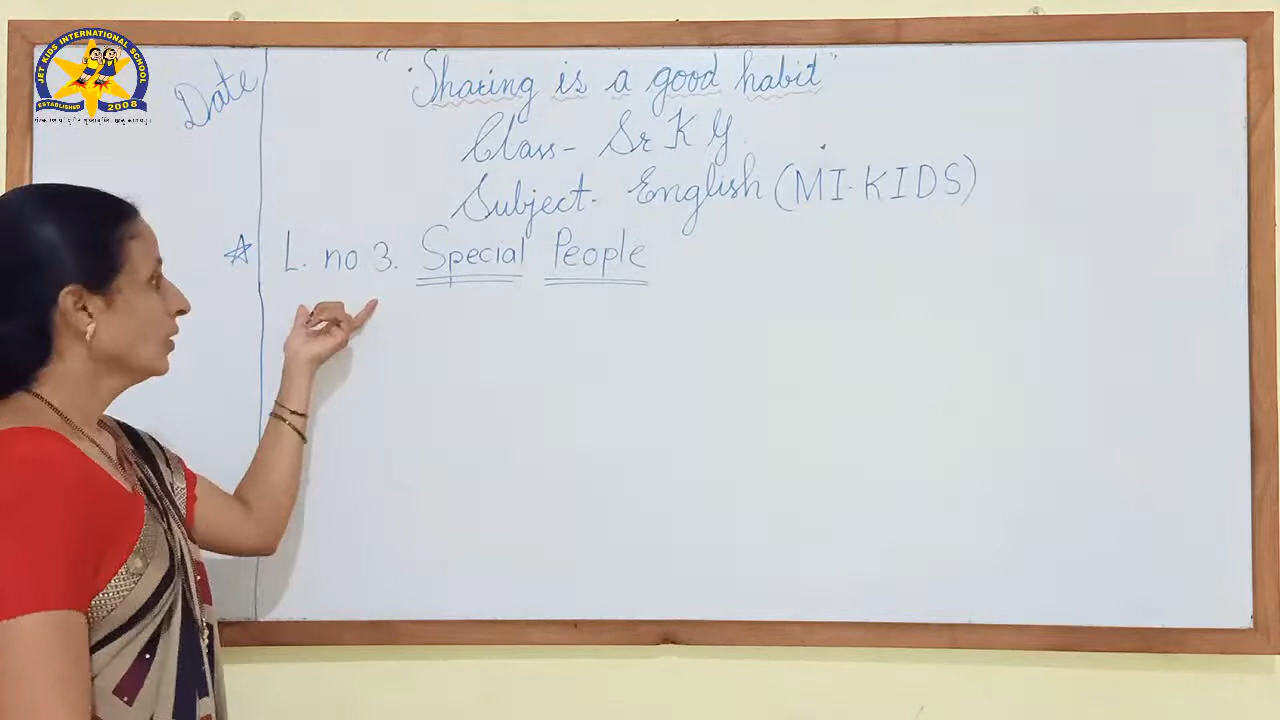 JET KIDS INTERNATIONAL SCHOOL
ESTABLISHED 2008
Date
" Sharing is a good habit "
Class - Sr K G.
Subject - English (MI-KIDS)
☆ L. no 3. Special People